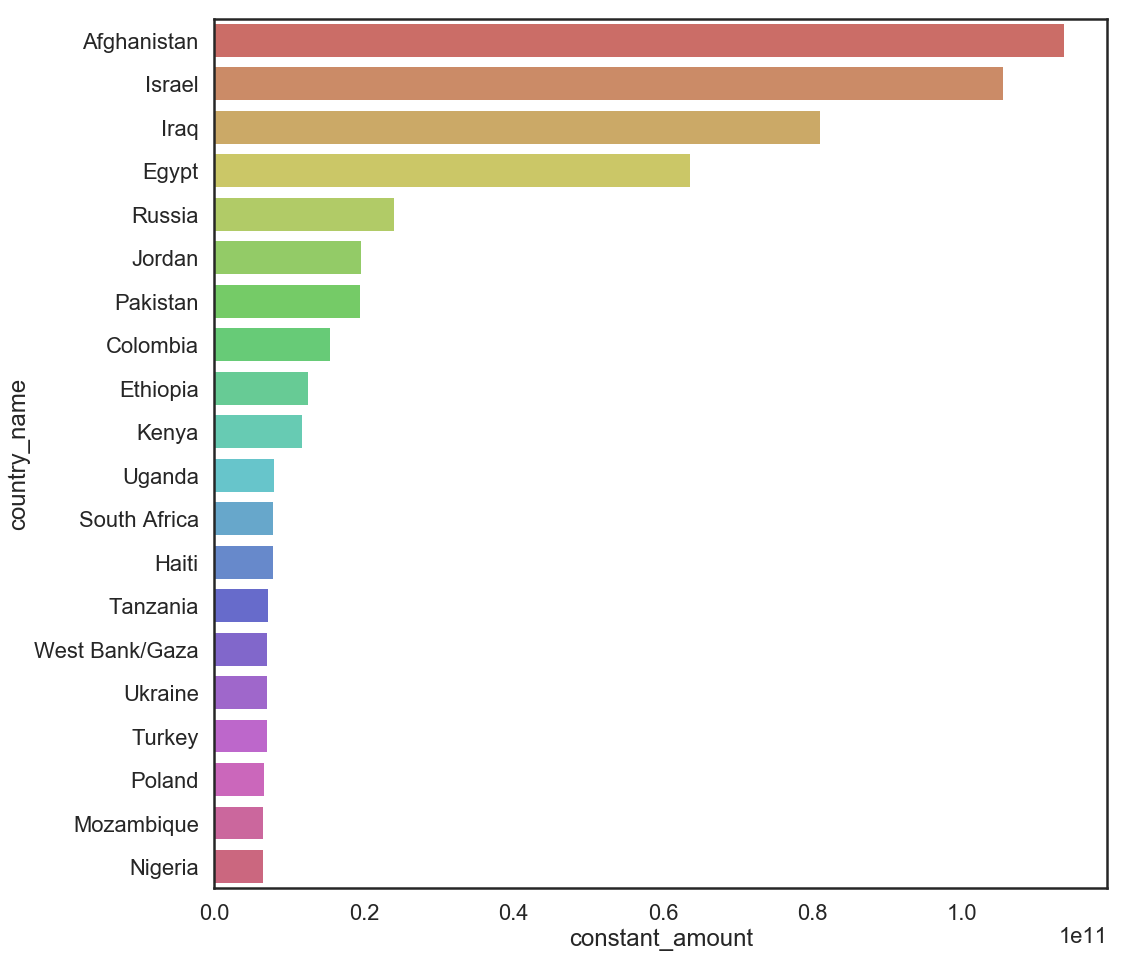 Afghanistan
Israel
Iraq
Egypt
Russia
Jordan
Pakistan
Colombia
Ethiopia
Kenya
Uganda
South Africa
Haiti
Tanzania
West Bank/Gaza
Ukraine
Turkey
Poland
Mozambique
Nigeria
country_name
0.0 0.2 0.4 0.6 0.8 1.0
1e11
constant_amount